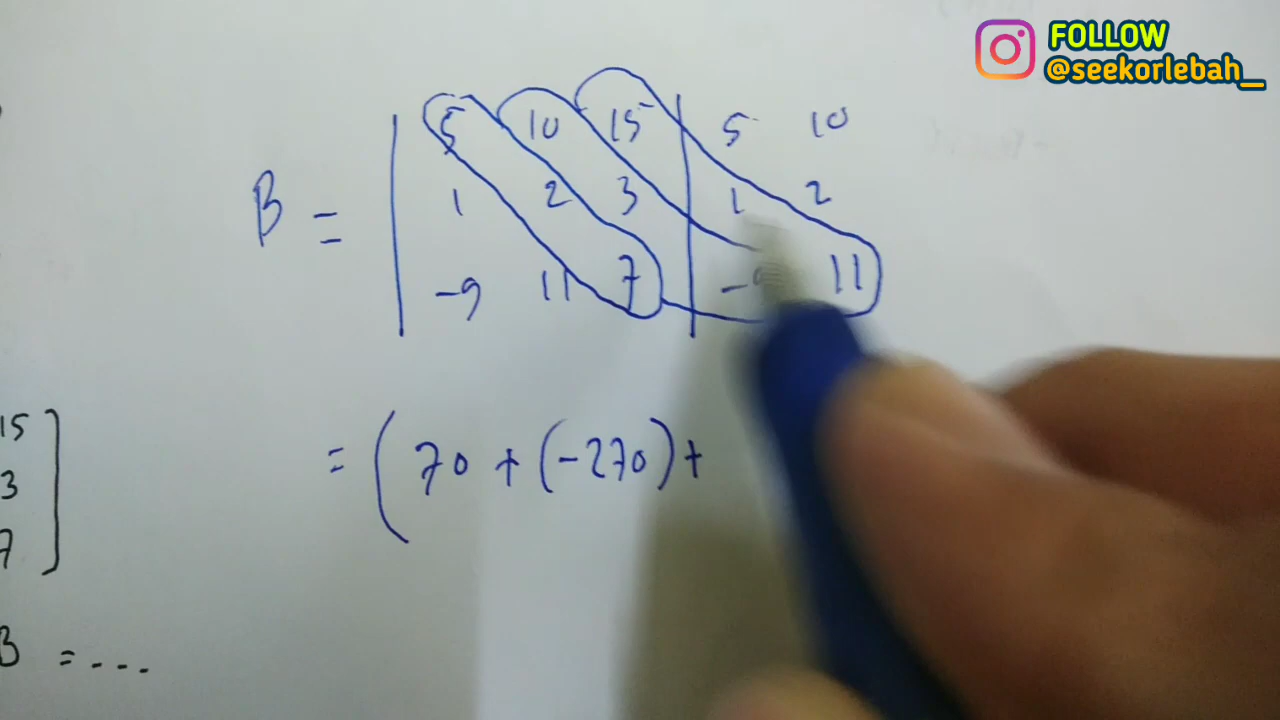 FOLLOW
@seekorlebah_
5 10 15 5 10
B = 1 2 3 1 2
-9 11 7 -9 11
15
3
7
= (70 + (-270) +
B = ...